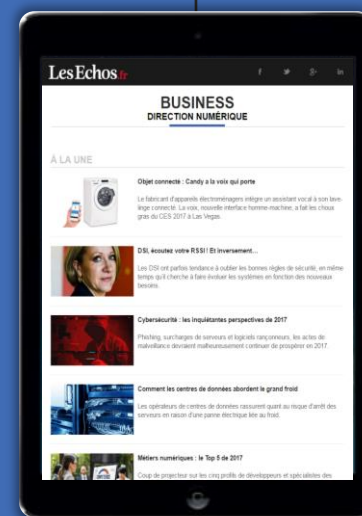 LesEchos.fr
BUSINESS
DIRECTION NUMÉRIQUE
À LA UNE
Objet connecté : Candy a la voix qui porte
Le fabricant d'appareils électroménagers intègre un assistant vocal à son lave-
linge connecté. La voix, nouvelle interface homme-machine, a fait les choux
gras du CES 2017 à Las Vegas.
DSI, écoutez votre RSSI ! Et inversement…
Les DSI ont parfois tendance à oublier les bonnes règles de sécurité, en même
temps qu'il cherche à faire évoluer les systèmes en fonction des nouveaux
besoins.
Cybersécurité : les inquiétantes perspectives de 2017
Phishing, surcharges de serveurs et logiciels rançonneurs, les actes de
malveillance devraient malheureusement continuer de prospérer en 2017.
Comment les centres de données abordent le grand froid
Les opérateurs de centres de données rassurent quant au risque d'arrêt des
serveurs en raison d'une panne électrique liée au froid.
Métiers numériques : le Top 5 de 2017
Coup de projecteur sur les cinq profils de développeurs et spécialistes des